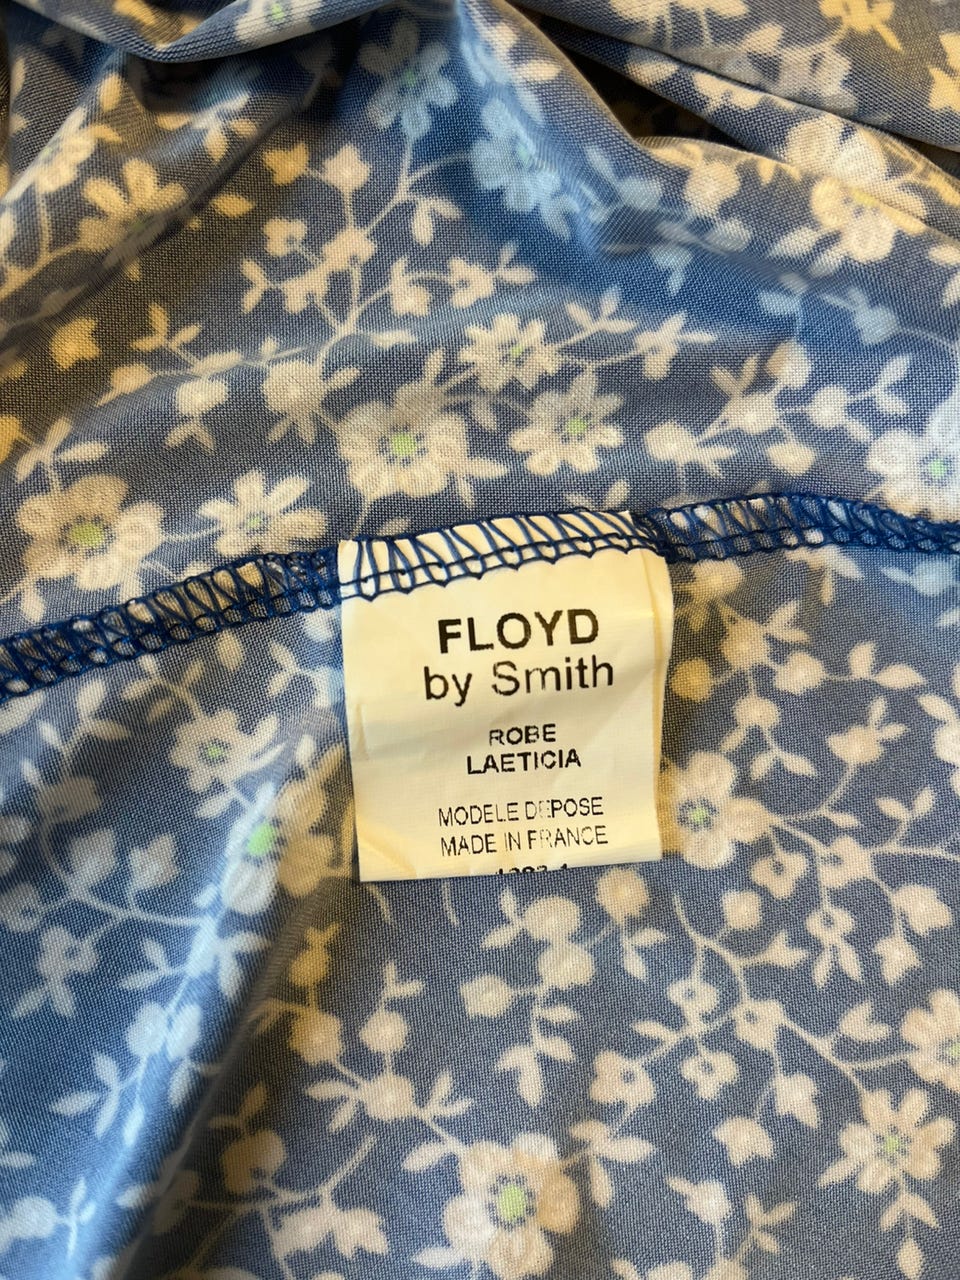 FLOYD
by Smith
ROBE
LAETICIA
MODELE DEPOSE
MADE IN FRANCE